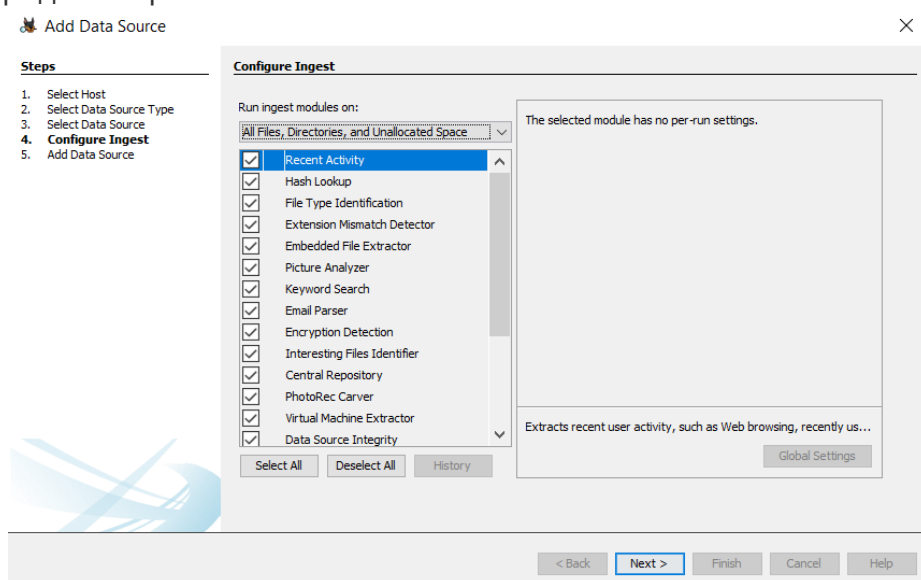 Add Data Source
Steps
1. Select Host
2. Select Data Source Type
3. Select Data Source
4. Configure Ingest
5. Add Data Source
Configure Ingest
Run ingest modules on:
All Files, Directories, and Unallocated Space
Recent Activity
Hash Lookup
File Type Identification
Extension Mismatch Detector
Embedded File Extractor
Picture Analyzer
Keyword Search
Email Parser
Encryption Detection
Interesting Files Identifier
Central Repository
PhotoRec Carver
Virtual Machine Extractor
Data Source Integrity
Select All Deselect All History
The selected module has no per-run settings.
Extracts recent user activity, such as Web browsing, recently us...
Global Settings
< Back Next > Finish Cancel Help